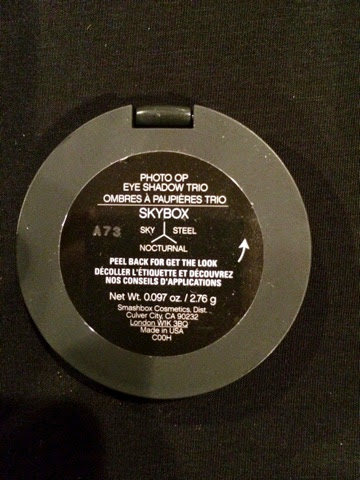 PHOTO OP
EYE SHADOW TRIO
OMBRES À PAUPIÈRES TRIO
SKYBOX
A73
SKY STEEL
NOCTURNAL
PEEL BACK FOR GET THE LOOK
DÉCOLLER L'ÉTIQUETTE ET DÉCOUVREZ
NOS CONSEILS D'APPLICATIONS
Net Wt. 0.097 oz. / 2.76 g
Smashbox Cosmetics, Dist.
Culver City, CA 90232
London W1K 3BQ
Made in USA
C00H